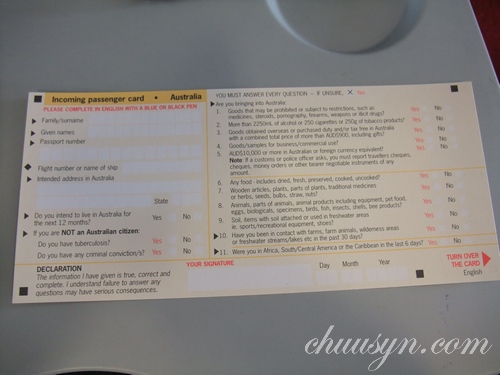 Incoming passenger card • Australia
PLEASE COMPLETE IN ENGLISH WITH A BLUE OR BLACK PEN
Family/surname
Given names
Passport number
Flight number or name of ship
Intended address in Australia
State
Do you intend to live in Australia for
the next 12 months?
Yes No
If you are NOT an Australian citizen:
Do you have tuberculosis? Yes No
Do you have any criminal conviction/s? Yes No
DECLARATION
The information I have given is true, correct and
complete. I understand failure to answer any
questions may have serious consequences.
YOU MUST ANSWER EVERY QUESTION – IF UNSURE, X Yes
Are you bringing into Australia:
1. Goods that may be prohibited or subject to restrictions, such as
medicines, steroids, pornography, firearms, weapons or illicit drugs? Yes No
2. More than 2250mL of alcohol or 250 cigarettes or 250g of tobacco products? Yes No
3. Goods obtained overseas or purchased duty and/or tax free in Australia
with a combined total price of more than AUD$900, including gifts? Yes No
4. Goods/samples for business/commercial use? Yes No
5. AUD$10,000 or more in Australian or foreign currency equivalent? Yes No
Note: If a customs or police officer asks, you must report travellers cheques,
cheques, money orders or other bearer negotiable instruments of any
amount.
6. Any food - includes dried, fresh, preserved, cooked, uncooked? Yes No
7. Wooden articles, plants, parts of plants, traditional medicines
or herbs, seeds, bulbs, straw, nuts? Yes No
8. Animals, parts of animals, animal products including equipment, pet food,
eggs, biologicals, specimens, birds, fish, insects, shells, bee products? Yes No
9. Soil, items with soil attached or used in freshwater areas
ie. sports/recreational equipment, shoes? Yes No
10. Have you been in contact with farms, farm animals, wilderness areas
or freshwater streams/lakes etc in the past 30 days? Yes No
11. Were you in Africa, South/Central America or the Caribbean in the last 6 days? Yes No
YOUR SIGNATURE
Day Month Year
TURN OVER
THE CARD
English
chuusyn.com